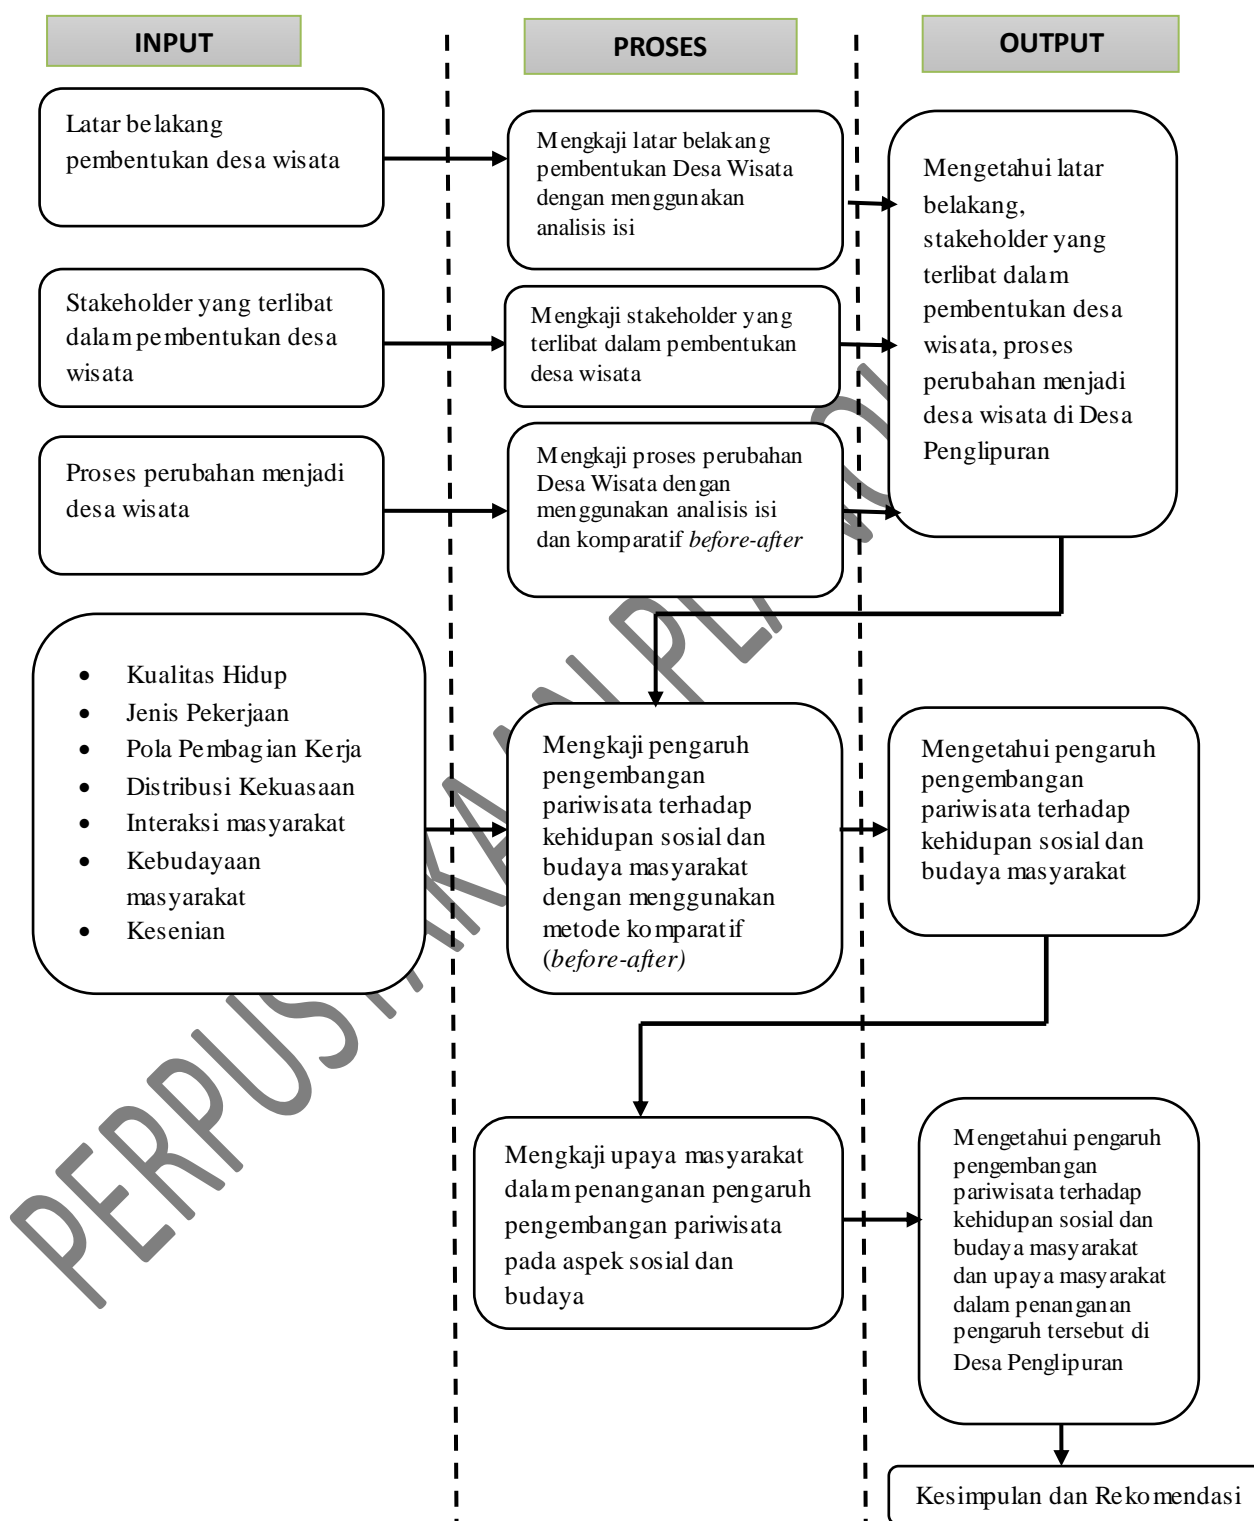 INPUT
PROSES
OUTPUT
Latar belakang
pembentukan desa wisata
Mengkaji latar belakang
pembentukan Desa Wisata
dengan menggunakan
analisis isi
Mengetahui latar
belakang,
stakeholder yang
terlibat dalam
pembentukan desa
wisata, proses
perubahan menjadi
desa wisata di Desa
Penglipuran
Stakeholder yang terlibat
dalam pembentukan desa
wisata
Mengkaji stakeholder yang
terlibat dalam pembentukan
desa wisata
Proses perubahan menjadi
desa wisata
Mengkaji proses perubahan
Desa Wisata dengan
menggunakan analisis isi
dan komparatif before-after
• Kualitas Hidup
• Jenis Pekerjaan
• Pola Pembagian Kerja
• Distribusi Kekuasaan
• Interaksi masyarakat
• Kebudayaan
masyarakat
• Kesenian
Mengkaji pengaruh
pengembangan
pariwisata terhadap
kehidupan sosial dan
budaya masyarakat
dengan menggunakan
metode komparatif
(before-after)
Mengetahui pengaruh
pengembangan
pariwisata terhadap
kehidupan sosial dan
budaya masyarakat
Mengkaji upaya masyarakat
dalam penanganan pengaruh
pengembangan pariwisata
pada aspek sosial dan
budaya
Mengetahui pengaruh
pengembangan
pariwisata terhadap
kehidupan sosial dan
budaya masyarakat
dan upaya masyarakat
dalam penanganan
pengaruh tersebut di
Desa Penglipuran
Kesimpulan dan Rekomendasi